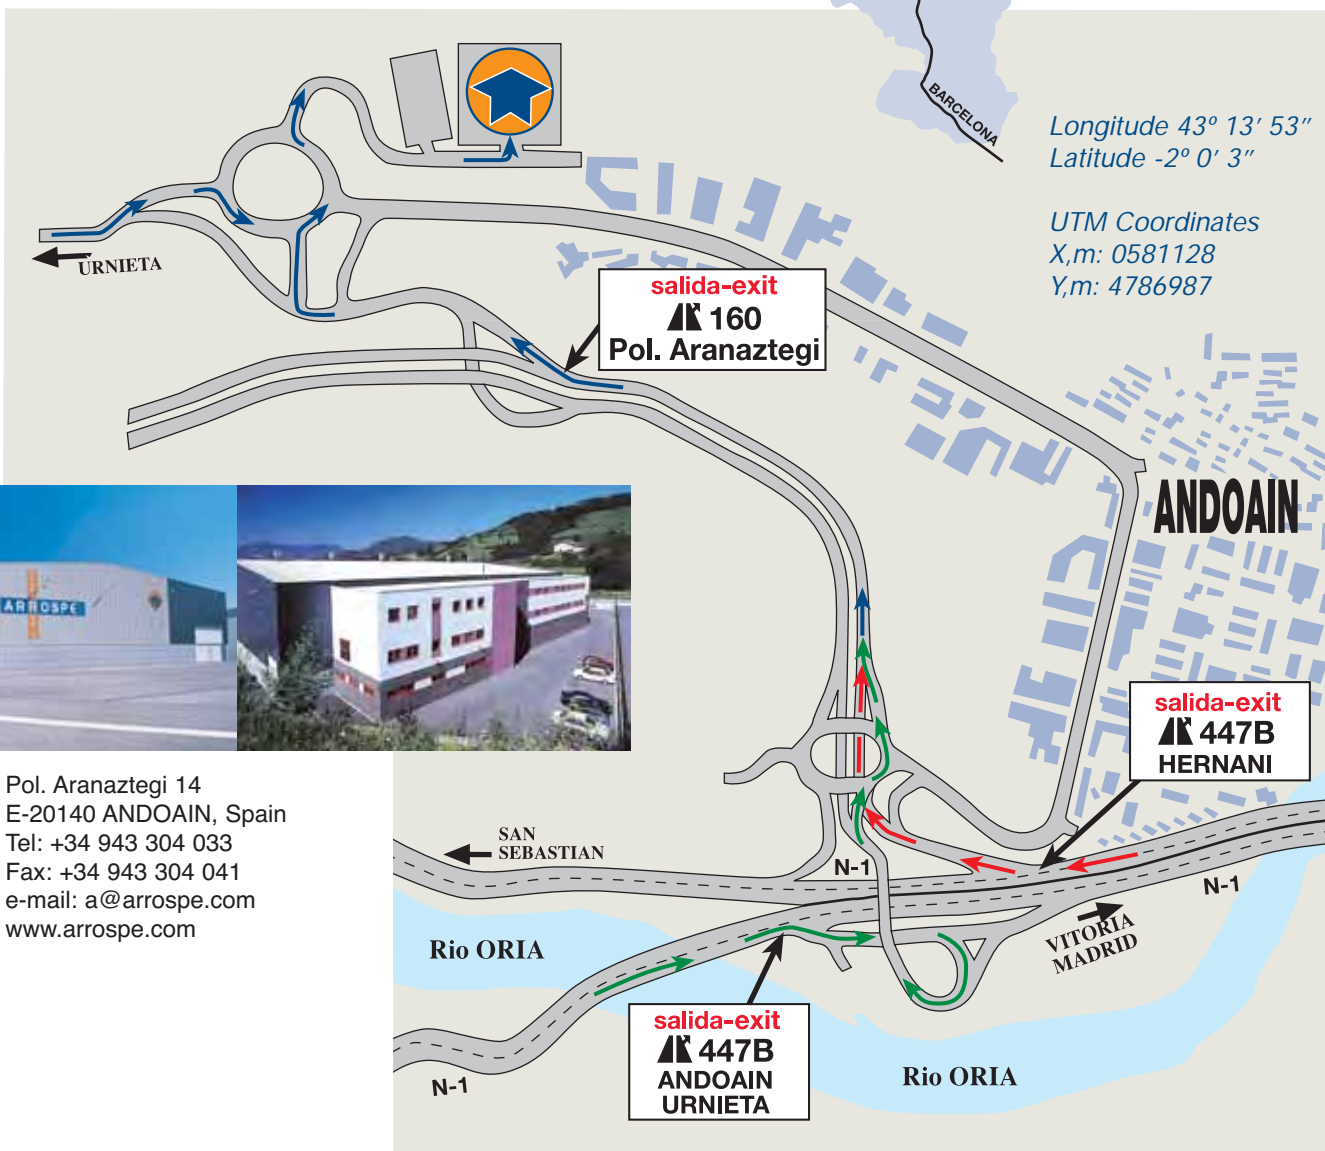 BARCELONA
Longitude 43º 13’ 53”
Latitude -2º 0’ 3”
UTM Coordinates
X,m: 0581128
Y,m: 4786987
URNIETA
salida-exit
160
Pol. Aranaztegi
ANDOAIN
ARROSPE
salida-exit
447B
HERNANI
Pol. Aranaztegi 14
E-20140 ANDOAIN, Spain
Tel: +34 943 304 033
Fax: +34 943 304 041
e-mail: a@arrospe.com
www.arrospe.com
SAN
SEBASTIAN
N-1
N-1
VITORIA
MADRID
Rio ORIA
salida-exit
447B
ANDOAIN
URNIETA
N-1
Rio ORIA